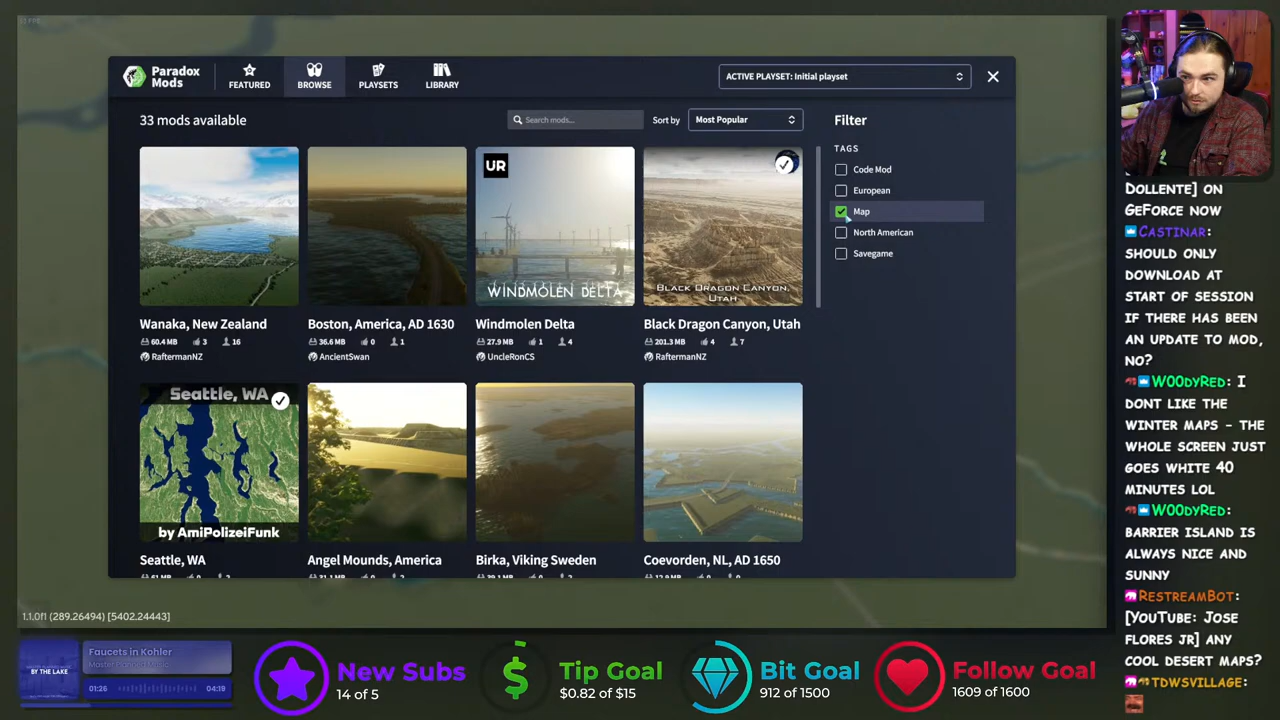 Paradox
Mods
FEATURED
BROWSE
PLAYSETS
LIBRARY
ACTIVE PLAYSET: Initial playset
33 mods available
Search mods...
Sort by
Most Popular
Filter
TAGS
Code Mod
European
Map
North American
Savegame
UR
WINDMOLEN DELTA
BLACK DRAGON CANYON,
UTAH
Wanaka, New Zealand
60.4 MB 3 16
RaftermanNZ
Boston, America, AD 1630
36.6 MB 0 1
AncientSwan
Windmolen Delta
27.9 MB 1 4
UncleRonCS
Black Dragon Canyon, Utah
201.3 MB 4 7
RaftermanNZ
Seattle, WA
by AmiPolizeiFunk
Seattle, WA
Angel Mounds, America
Birka, Viking Sweden
Coevorden, NL, AD 1650
1.1.0f1 (289.26494) [5402.24443]
DOLLENTE] ON
GEFORCE NOW
CASTINAR:
SHOULD ONLY
DOWNLOAD AT
START OF SESSION
IF THERE HAS BEEN
AN UPDATE TO MOD,
NO?
W00DYRED: I
DONT LIKE THE
WINTER MAPS - THE
WHOLE SCREEN JUST
GOES WHITE 40
MINUTES LOL
W00DYRED:
BARRIER ISLAND IS
ALWAYS NICE AND
SUNNY
RESTREAMBOT:
[YOUTUBE: JOSE
FLORES JR] ANY
COOL DESERT MAPS?
TDWSVILLAGE:
BY THE LAKE
Faucets in Kohler
Master Planned Music
01:26
04:19
New Subs
14 of 5
Tip Goal
$0.82 of $15
Bit Goal
912 of 1500
Follow Goal
1609 of 1600